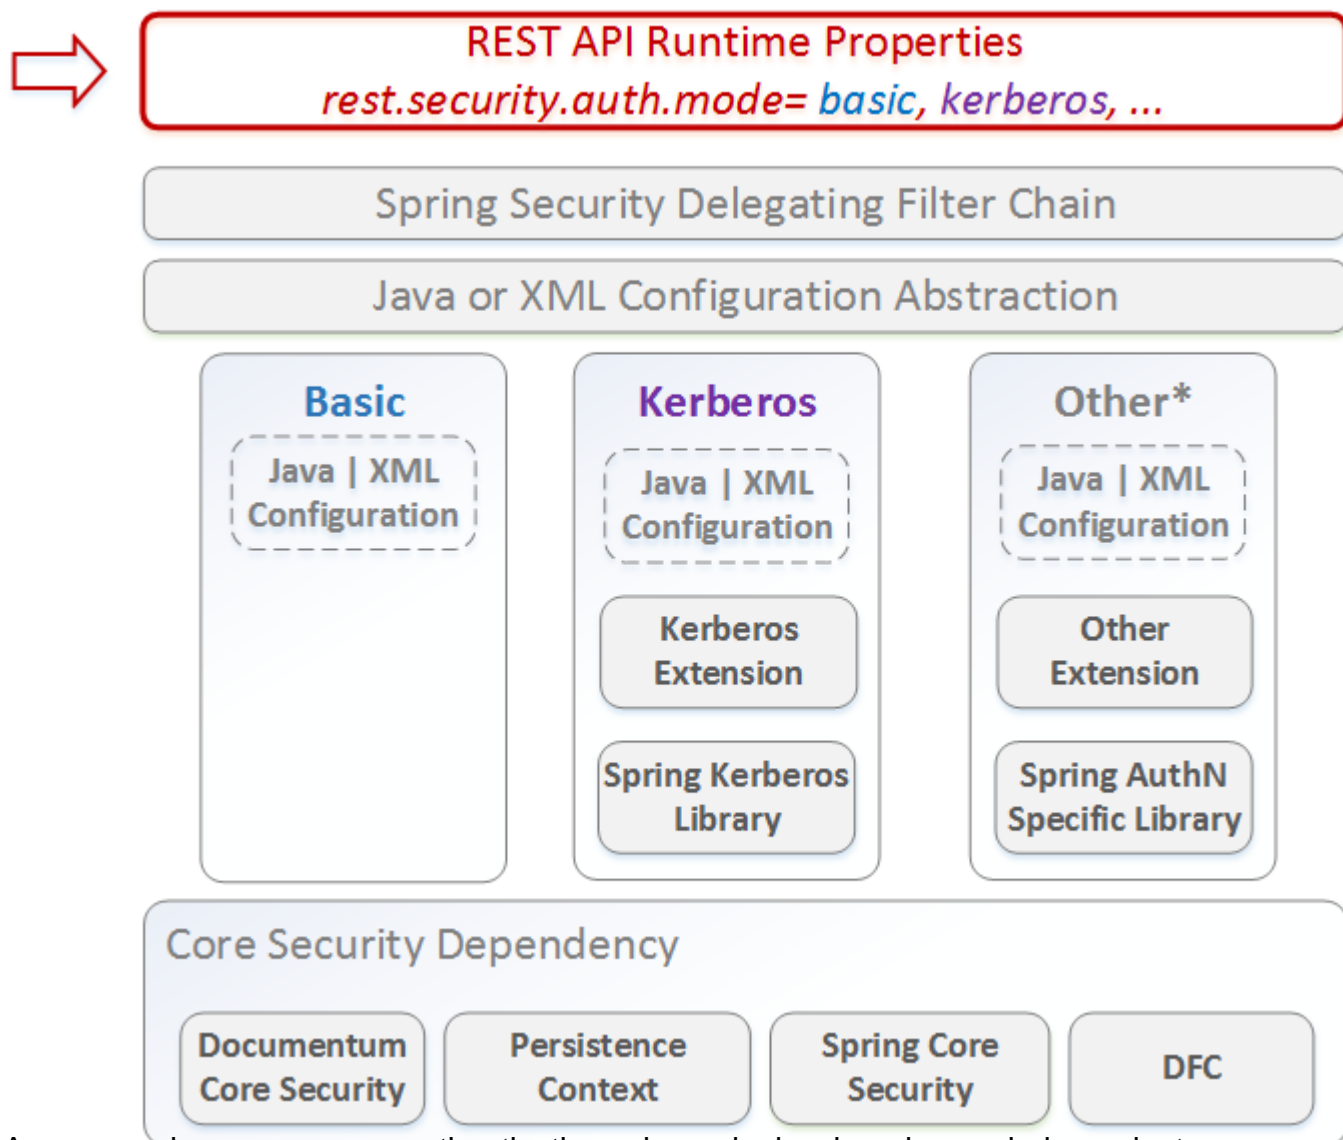 REST API Runtime Properties
rest.security.auth.mode= basic, kerberos, ...
Spring Security Delegating Filter Chain
Java or XML Configuration Abstraction
Basic
Java | XML
Configuration
Kerberos
Java | XML
Configuration
Kerberos
Extension
Spring Kerberos
Library
Other*
Java | XML
Configuration
Other
Extension
Spring AuthN
Specific Library
Core Security Dependency
Documentum
Core Security
Persistence
Context
Spring Core
Security
DFC